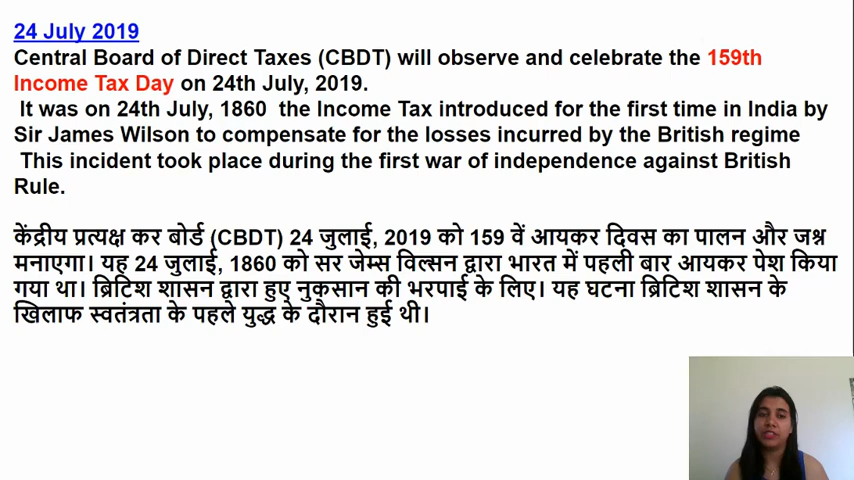 24 July 2019
Central Board of Direct Taxes (CBDT) will observe and celebrate the 159th
Income Tax Day on 24th July, 2019.
It was on 24th July, 1860 the Income Tax introduced for the first time in India by
Sir James Wilson to compensate for the losses incurred by the British regime
This incident took place during the first war of independence against British
Rule.
केंद्रीय प्रत्यक्ष कर बोर्ड (CBDT) 24 जुलाई, 2019 को 159 वें आयकर दिवस का पालन और जश्न
मनाएगा। यह 24 जुलाई, 1860 को सर जेम्स विल्सन द्वारा भारत में पहली बार आयकर पेश किया
गया था। ब्रिटिश शासन द्वारा हुए नुकसान की भरपाई के लिए। यह घटना ब्रिटिश शासन के
खिलाफ स्वतंत्रता के पहले युद्ध के दौरान हुई थी।